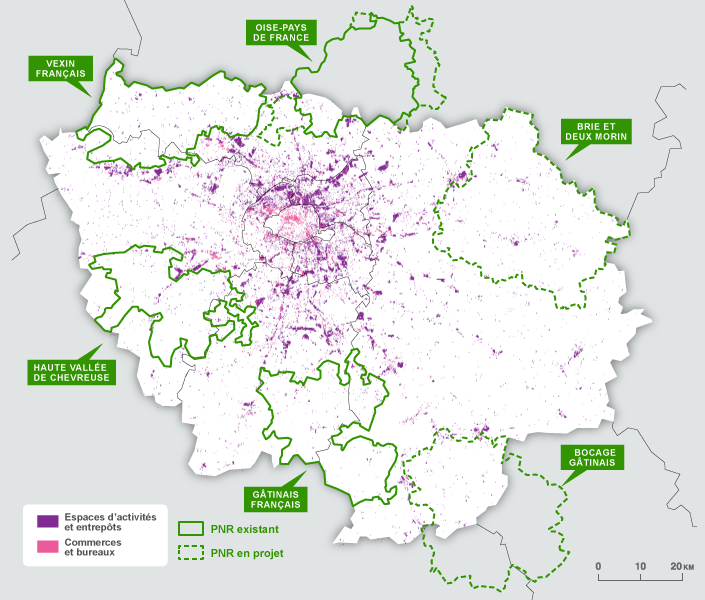 OISE-PAYS
DE FRANCE
VEXIN
FRANÇAIS
BRIE ET
DEUX MORIN
HAUTE VALLÉE
DE CHEVREUSE
BOCAGE
GÂTINAIS
GÂTINAIS
FRANÇAIS
Espaces d'activités
et entrepôts
Commerces
et bureaux
PNR existant
PNR en projet
0 10 20 KM